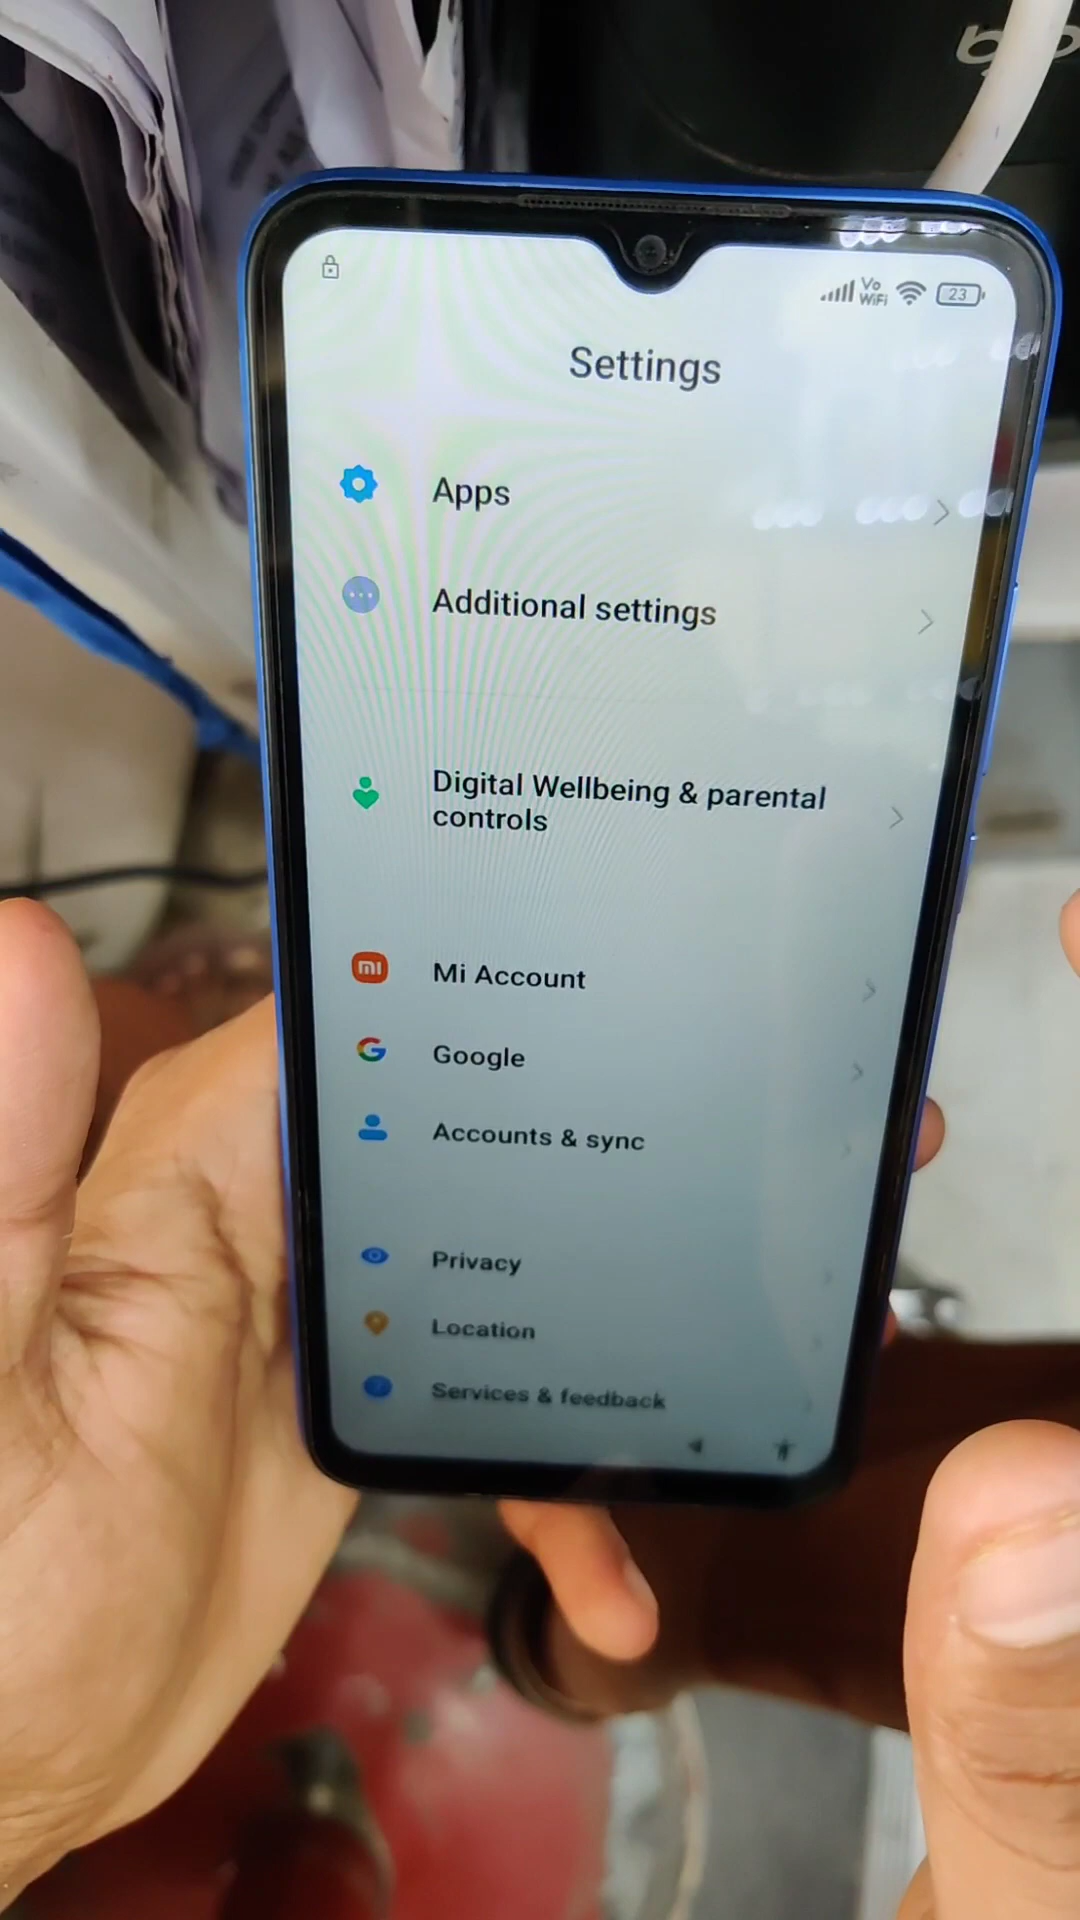 Vo
WiFi
23
Settings
Apps
Additional settings
Digital Wellbeing & parental
controls
mi
Mi Account
G
Google
Accounts & sync
Privacy
Location
Services & feedback